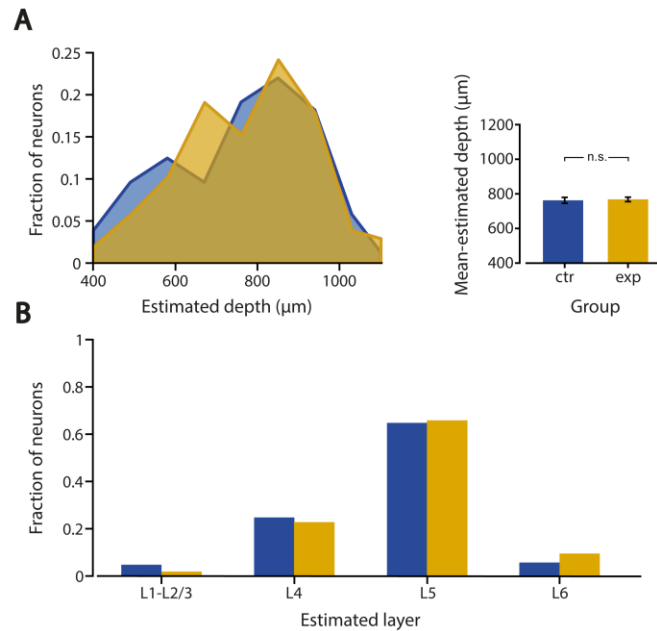 A
Fraction of neurons
0.25
0.2
0.15
0.1
0.05
0
400
600
800
1000
Estimated depth (μm)
Mean-estimated depth (μm)
1200
1000
800
600
400
n.s.
ctr
exp
Group
B
Fraction of neurons
1
0.8
0.6
0.4
0.2
0
L1-L2/3
L4
L5
L6
Estimated layer